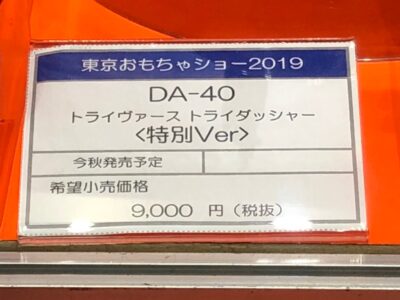 東京おもちゃショー2019
DA-40
トライヴァース トライダッシャー
<特別Ver>
今秋発売予定
希望小売価格
9,000 円(税抜)